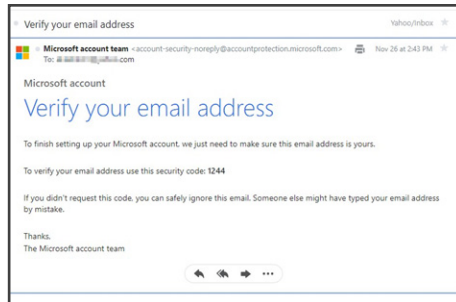 Verify your email address
Yahoo/Inbox
Microsoft account team <account-security-noreply@accountprotection.microsoft.com>
Nov 26 at 2:43 PM
To: .com
Microsoft account
Verify your email address
To finish setting up your Microsoft account, we just need to make sure this email address is yours.
To verify your email address use this security code: 1244
If you didn't request this code, you can safely ignore this email. Someone else might have typed your email address
by mistake.
Thanks,
The Microsoft account team